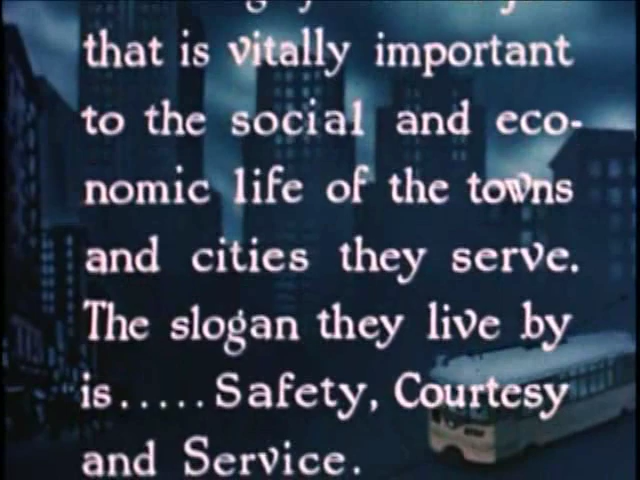 that is vitally important
to the social and eco-
nomic life of the towns
and cities they serve.
The slogan they live by
is.....Safety, Courtesy
and Service.